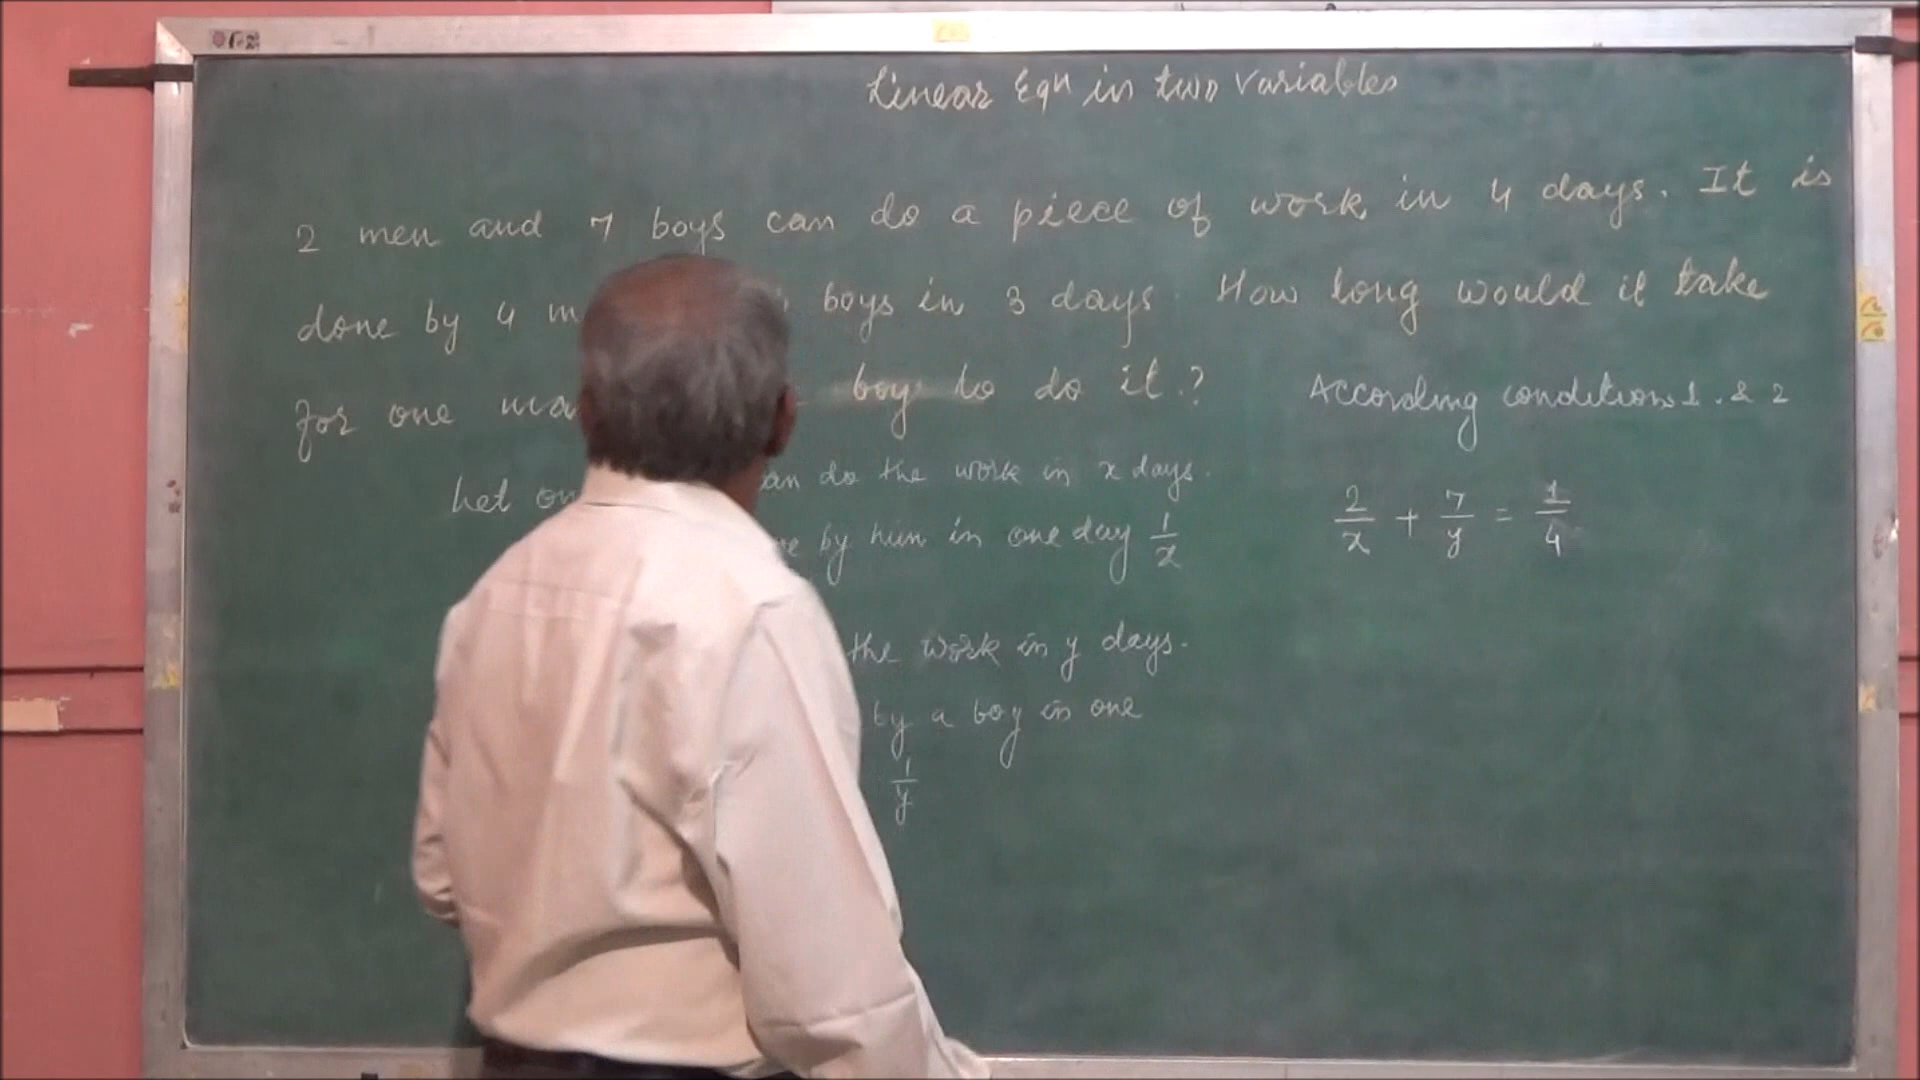 Linear Eqn in two variables
2 men and 7 boys can do a piece of work in 4 days. It is
done by 4 m boys in 3 days. How long would it take
for one ma boy to do it?
According conditions 1. & 2
Let on an do the work in x days.
e by him in one day 1/x
2/x + 7/y = 1/4
the work in y days.
by a boy in one
1/y